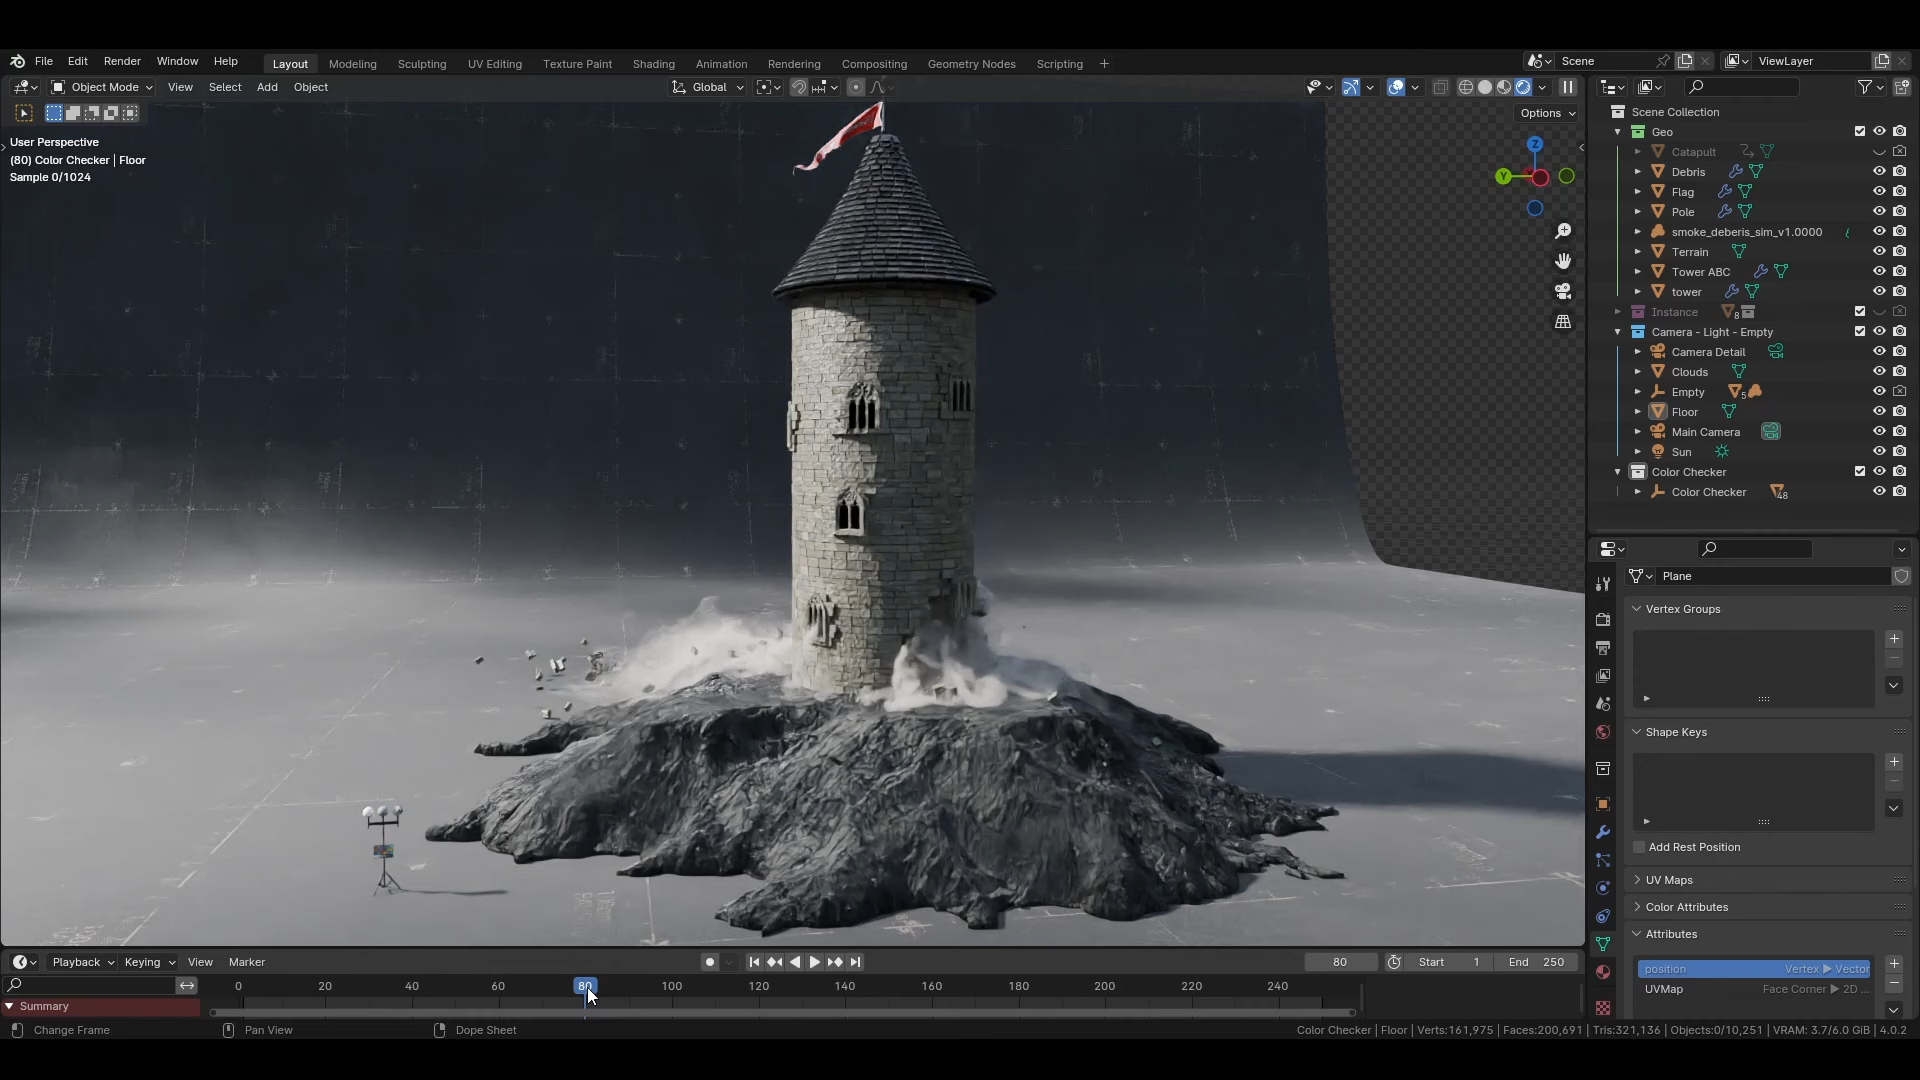 File Edit Render Window Help Layout Modeling Sculpting UV Editing Texture Paint Shading Animation Rendering Compositing Geometry Nodes Scripting + Scene ViewLayer
Object Mode View Select Add Object Global
Options
User Perspective
(80) Color Checker | Floor
Sample 0/1024
Z
Y
Scene Collection
Geo
Catapult
Debris
Flag
Pole
smoke_deberis_sim_v1.0000
Terrain
Tower ABC
tower
Instance 8
Camera - Light - Empty
Camera Detail
Clouds
Empty 5
Floor
Main Camera
Sun
Color Checker
Color Checker 48
Plane
Vertex Groups
Shape Keys
Add Rest Position
UV Maps
Color Attributes
Attributes
position Vertex ▶ Vector
UVMap Face Corner ▶ 2D ...
Playback Keying View Marker 80 Start 1 End 250
0 20 40 60 80 100 120 140 160 180 200 220 240
Summary
Change Frame Pan View Dope Sheet Color Checker | Floor | Verts:161,975 | Faces:200,691 | Tris:321,136 | Objects:0/10,251 | VRAM: 3.7/6.0 GiB | 4.0.2